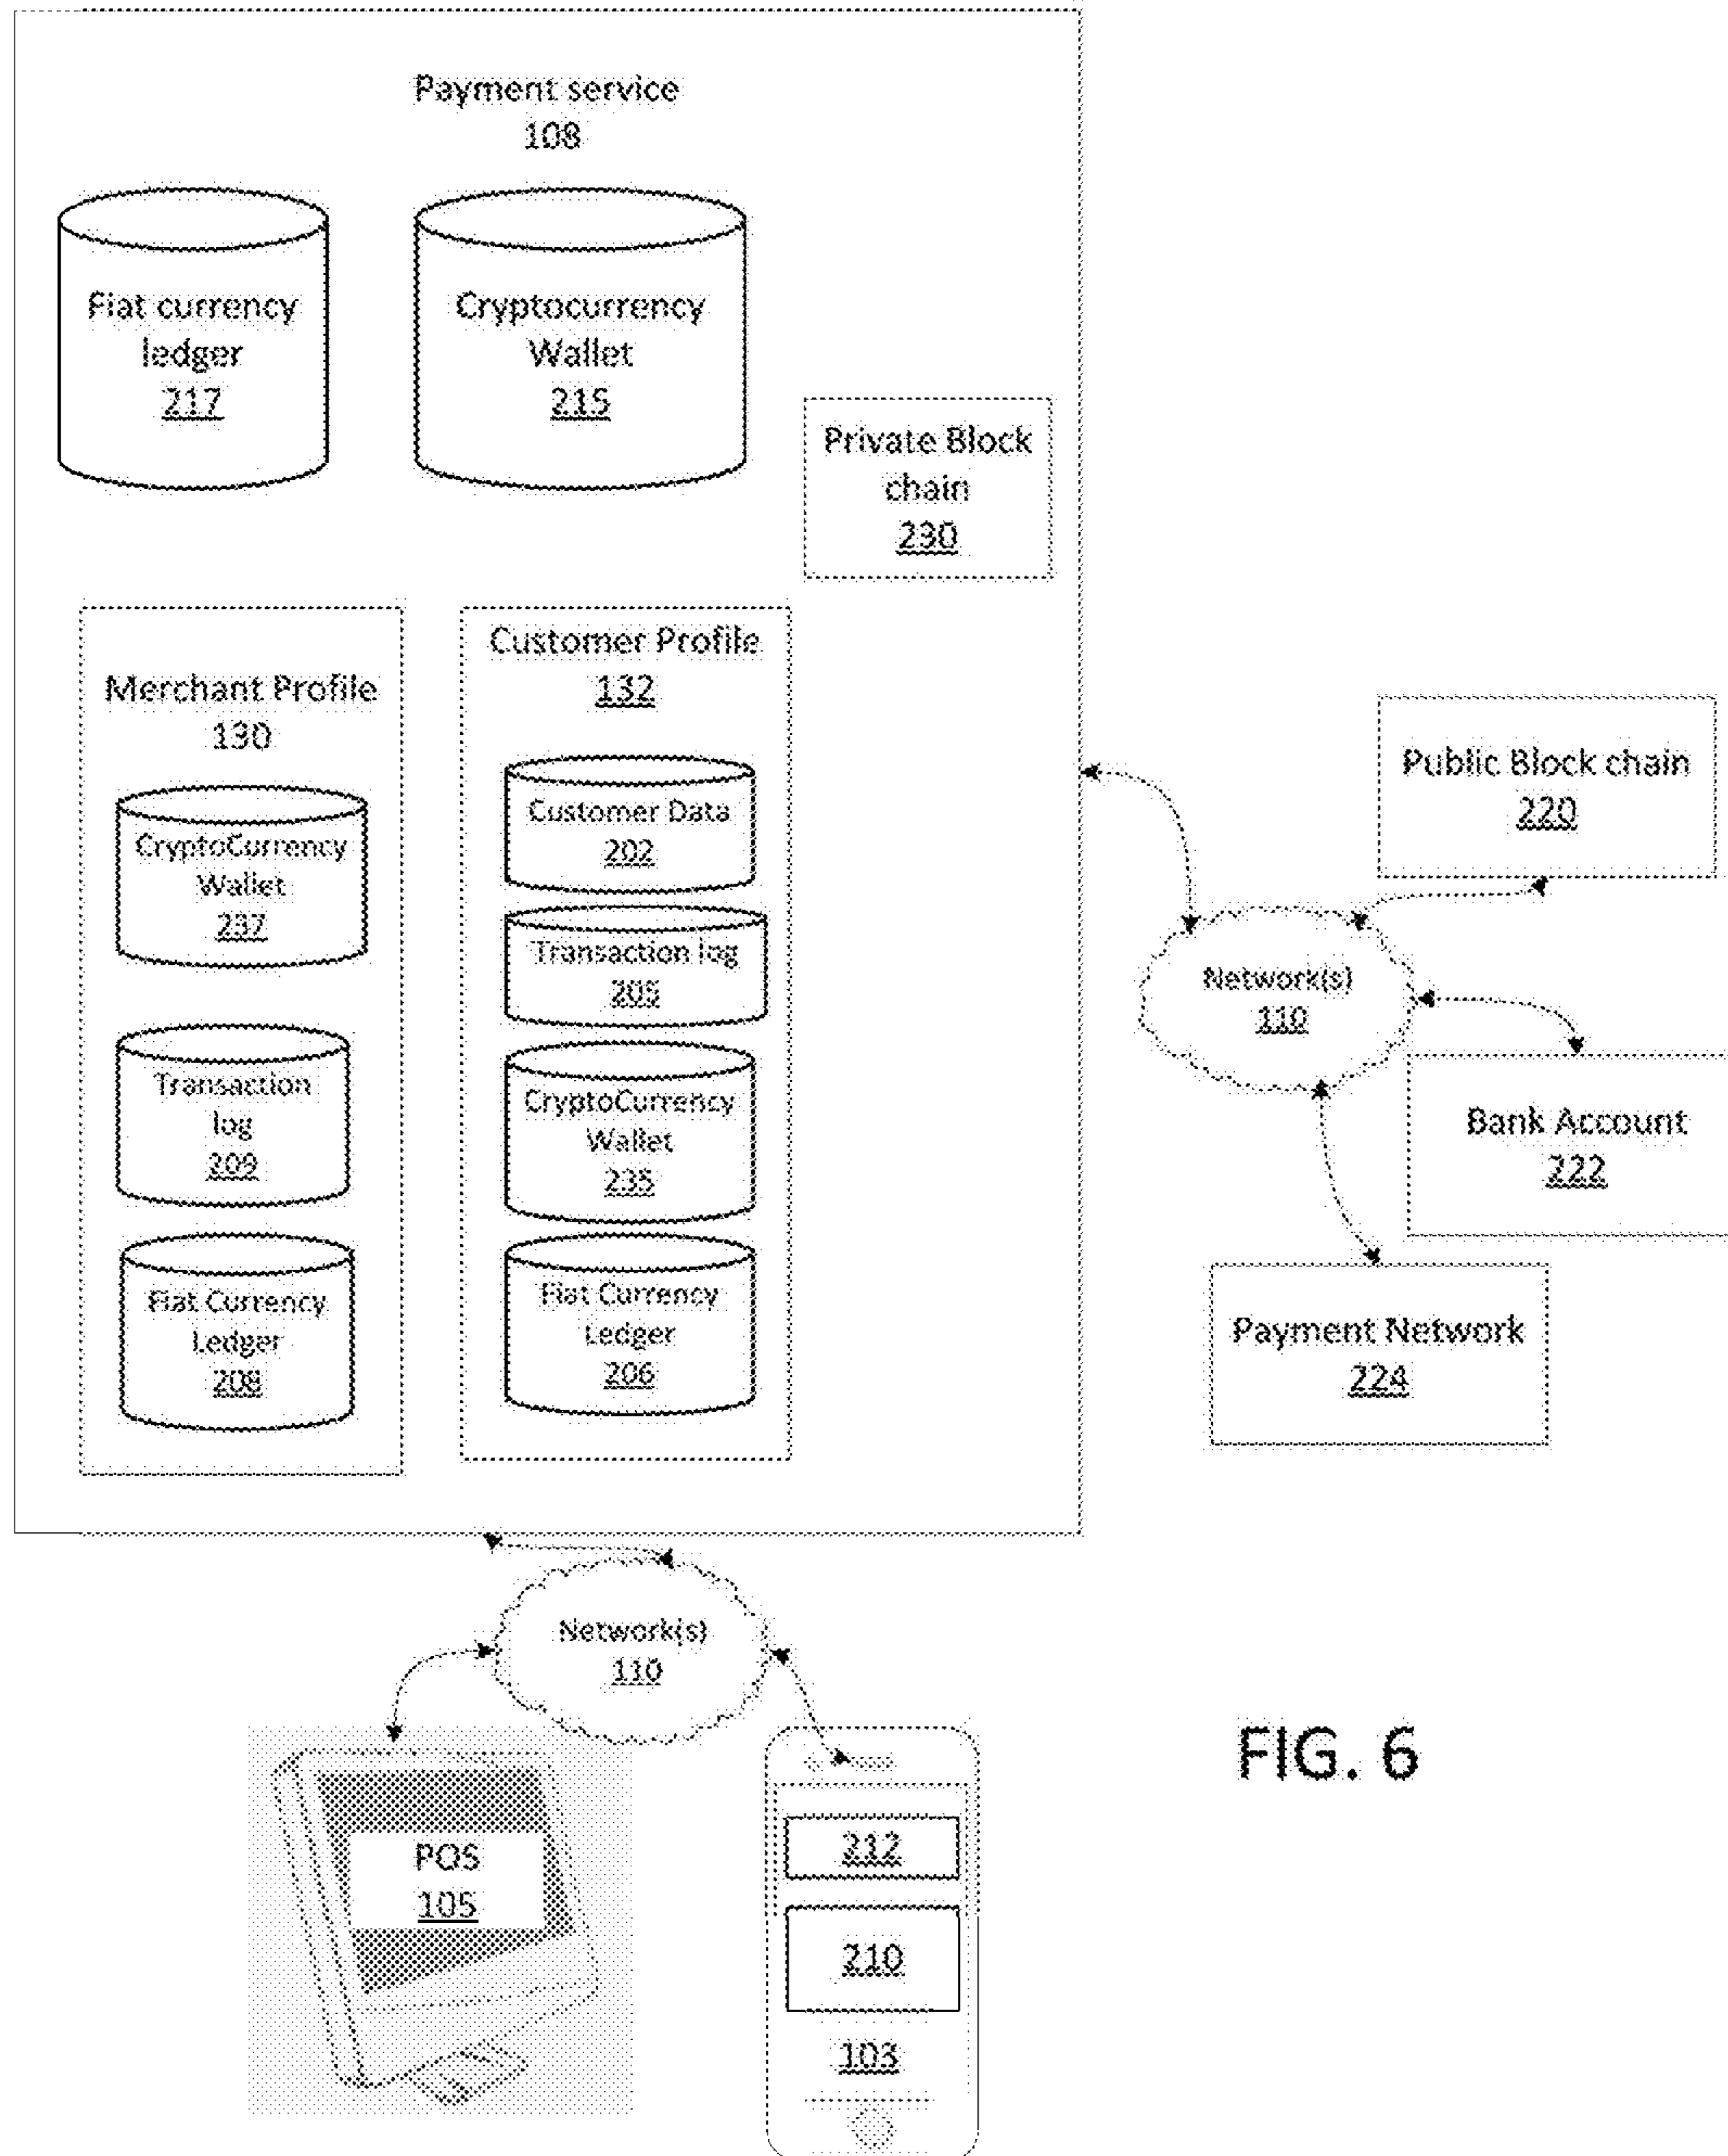 Payment service
108
Fiat currency
ledger
217
Cryptocurrency
Wallet
215
Private Block
chain
230
Merchant Profile
130
CryptoCurrency
Wallet
237
Transaction
log
209
Fiat Currency
Ledger
208
Customer Profile
132
Customer Data
202
Transaction log
205
CryptoCurrency
Wallet
235
Fiat Currency
Ledger
206
Public Block chain
220
Network(s)
110
Bank Account
222
Payment Network
224
Network(s)
110
POS
105
212
210
103
FIG. 6